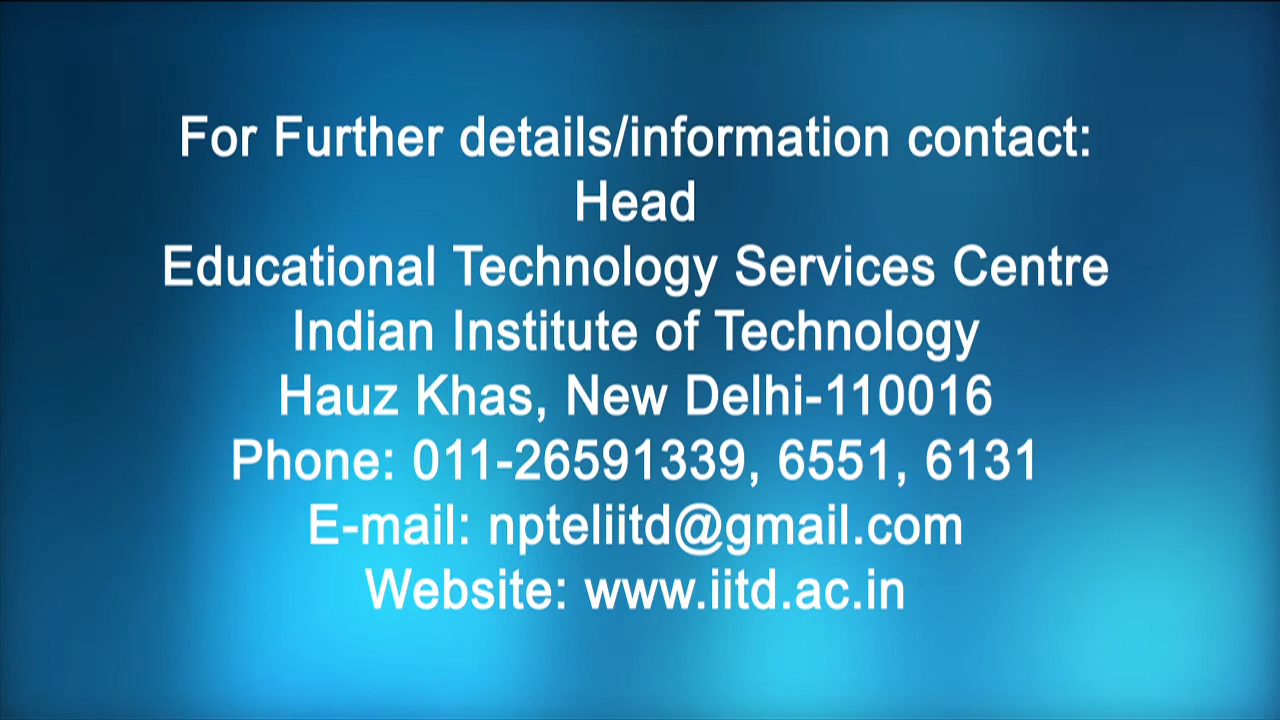 For Further details/information contact:
Head
Educational Technology Services Centre
Indian Institute of Technology
Hauz Khas, New Delhi-110016
Phone: 011-26591339, 6551, 6131
E-mail: npteliitd@gmail.com
Website: www.iitd.ac.in